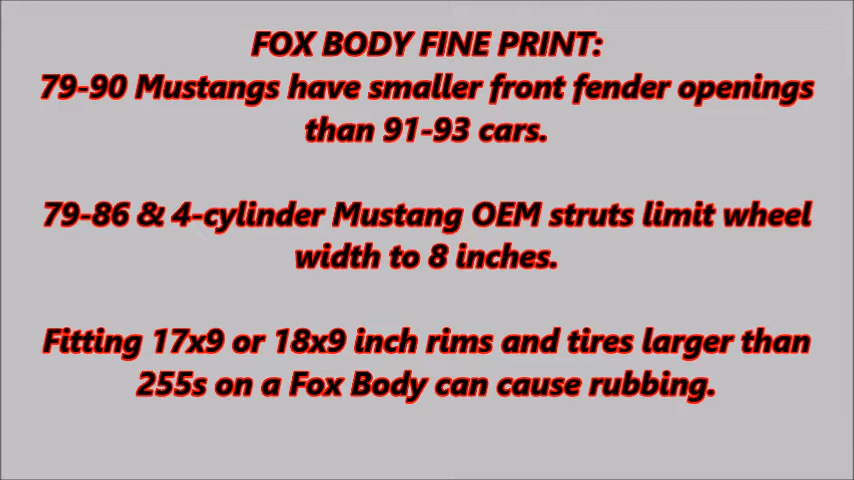 FOX BODY FINE PRINT:
79-90 Mustangs have smaller front fender openings
than 91-93 cars.
79-86 & 4-cylinder Mustang OEM struts limit wheel
width to 8 inches.
Fitting 17x9 or 18x9 inch rims and tires larger than
255s on a Fox Body can cause rubbing.